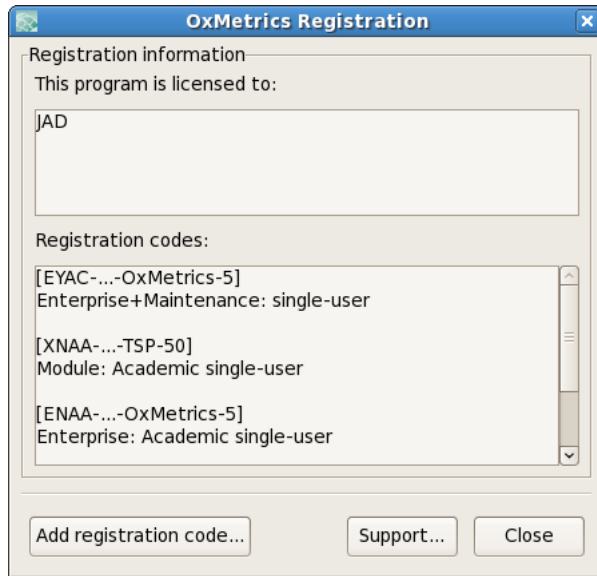 OxMetrics Registration
Registration information
This program is licensed to:
JAD
Registration codes:
[EYAC-...-OxMetrics-5]
Enterprise+Maintenance: single-user
[XNAA-...-TSP-50]
Module: Academic single-user
[ENAA-...-OxMetrics-5]
Enterprise: Academic single-user
Add registration code...
Support...
Close